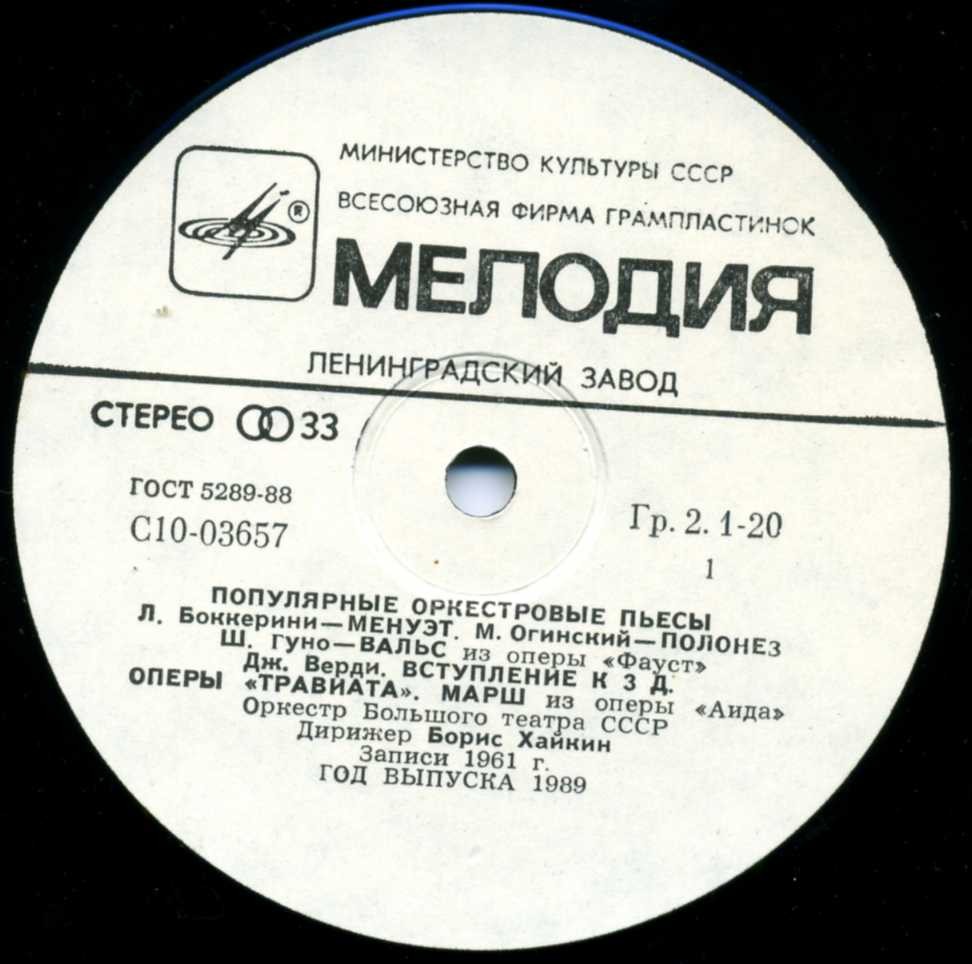 МИНИСТЕРСТВО КУЛЬТУРЫ СССР
ВСЕСОЮЗНАЯ ФИРМА ГРАМПЛАСТИНОК
®
МЕЛОДИЯ
ЛЕНИНГРАДСКИЙ ЗАВОД
СТЕРЕО 33
ГОСТ 5289-88
С10-03657
Гр. 2. 1-20
1
ПОПУЛЯРНЫЕ ОРКЕСТРОВЫЕ ПЬЕСЫ
Л. Боккерини—МЕНУЭТ. М. Огинский—ПОЛОНЕЗ
Ш. Гуно—ВАЛЬС из оперы «Фауст»
Дж. Верди. ВСТУПЛЕНИЕ К 3 Д.
ОПЕРЫ «ТРАВИАТА». МАРШ из оперы «Аида»
Оркестр Большого театра СССР
Дирижер Борис Хайкин
Записи 1961 г.
ГОД ВЫПУСКА 1989